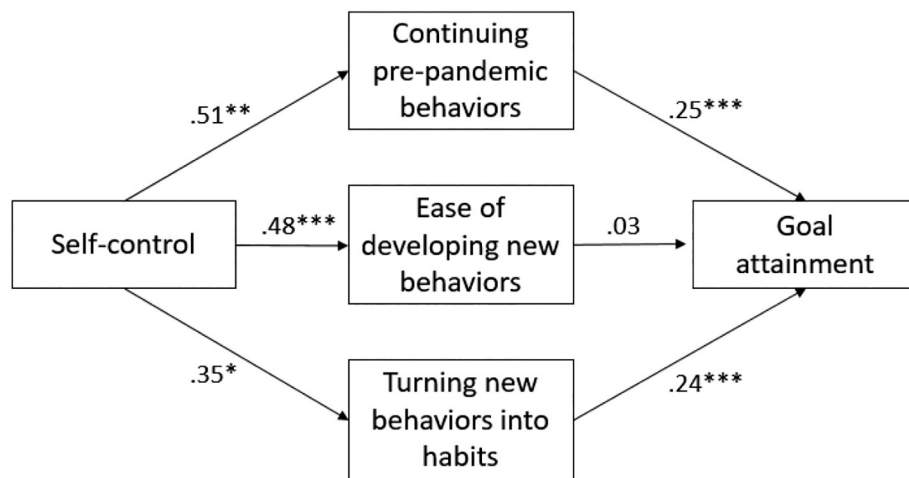 Continuing
pre-pandemic
behaviors
.51**
.25***
Self-control
.48***
Ease of
developing new
behaviors
.03
Goal
attainment
.35*
.24***
Turning new
behaviors into
habits